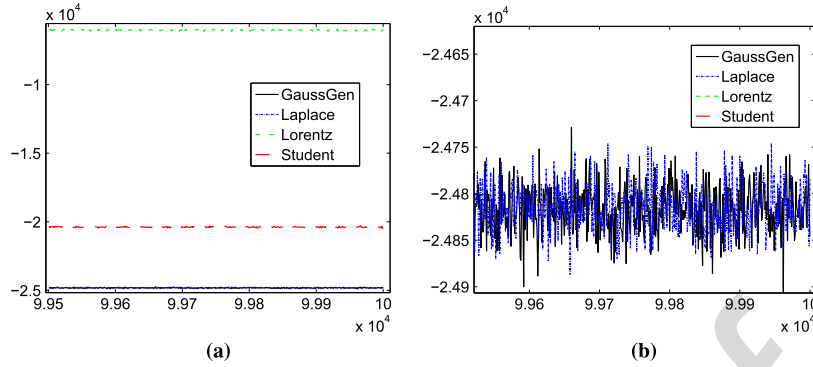 x 10⁴
−1
−1.5
−2
−2.5
9.95
9.96
9.97
9.98
9.99
10
x 10⁴
GaussGen
Laplace
Lorentz
Student
(a)
x 10⁴
−2.465
−2.47
−2.475
−2.48
−2.485
−2.49
9.96
9.97
9.98
9.99
10
x 10⁴
GaussGen
Laplace
Lorentz
Student
(b)